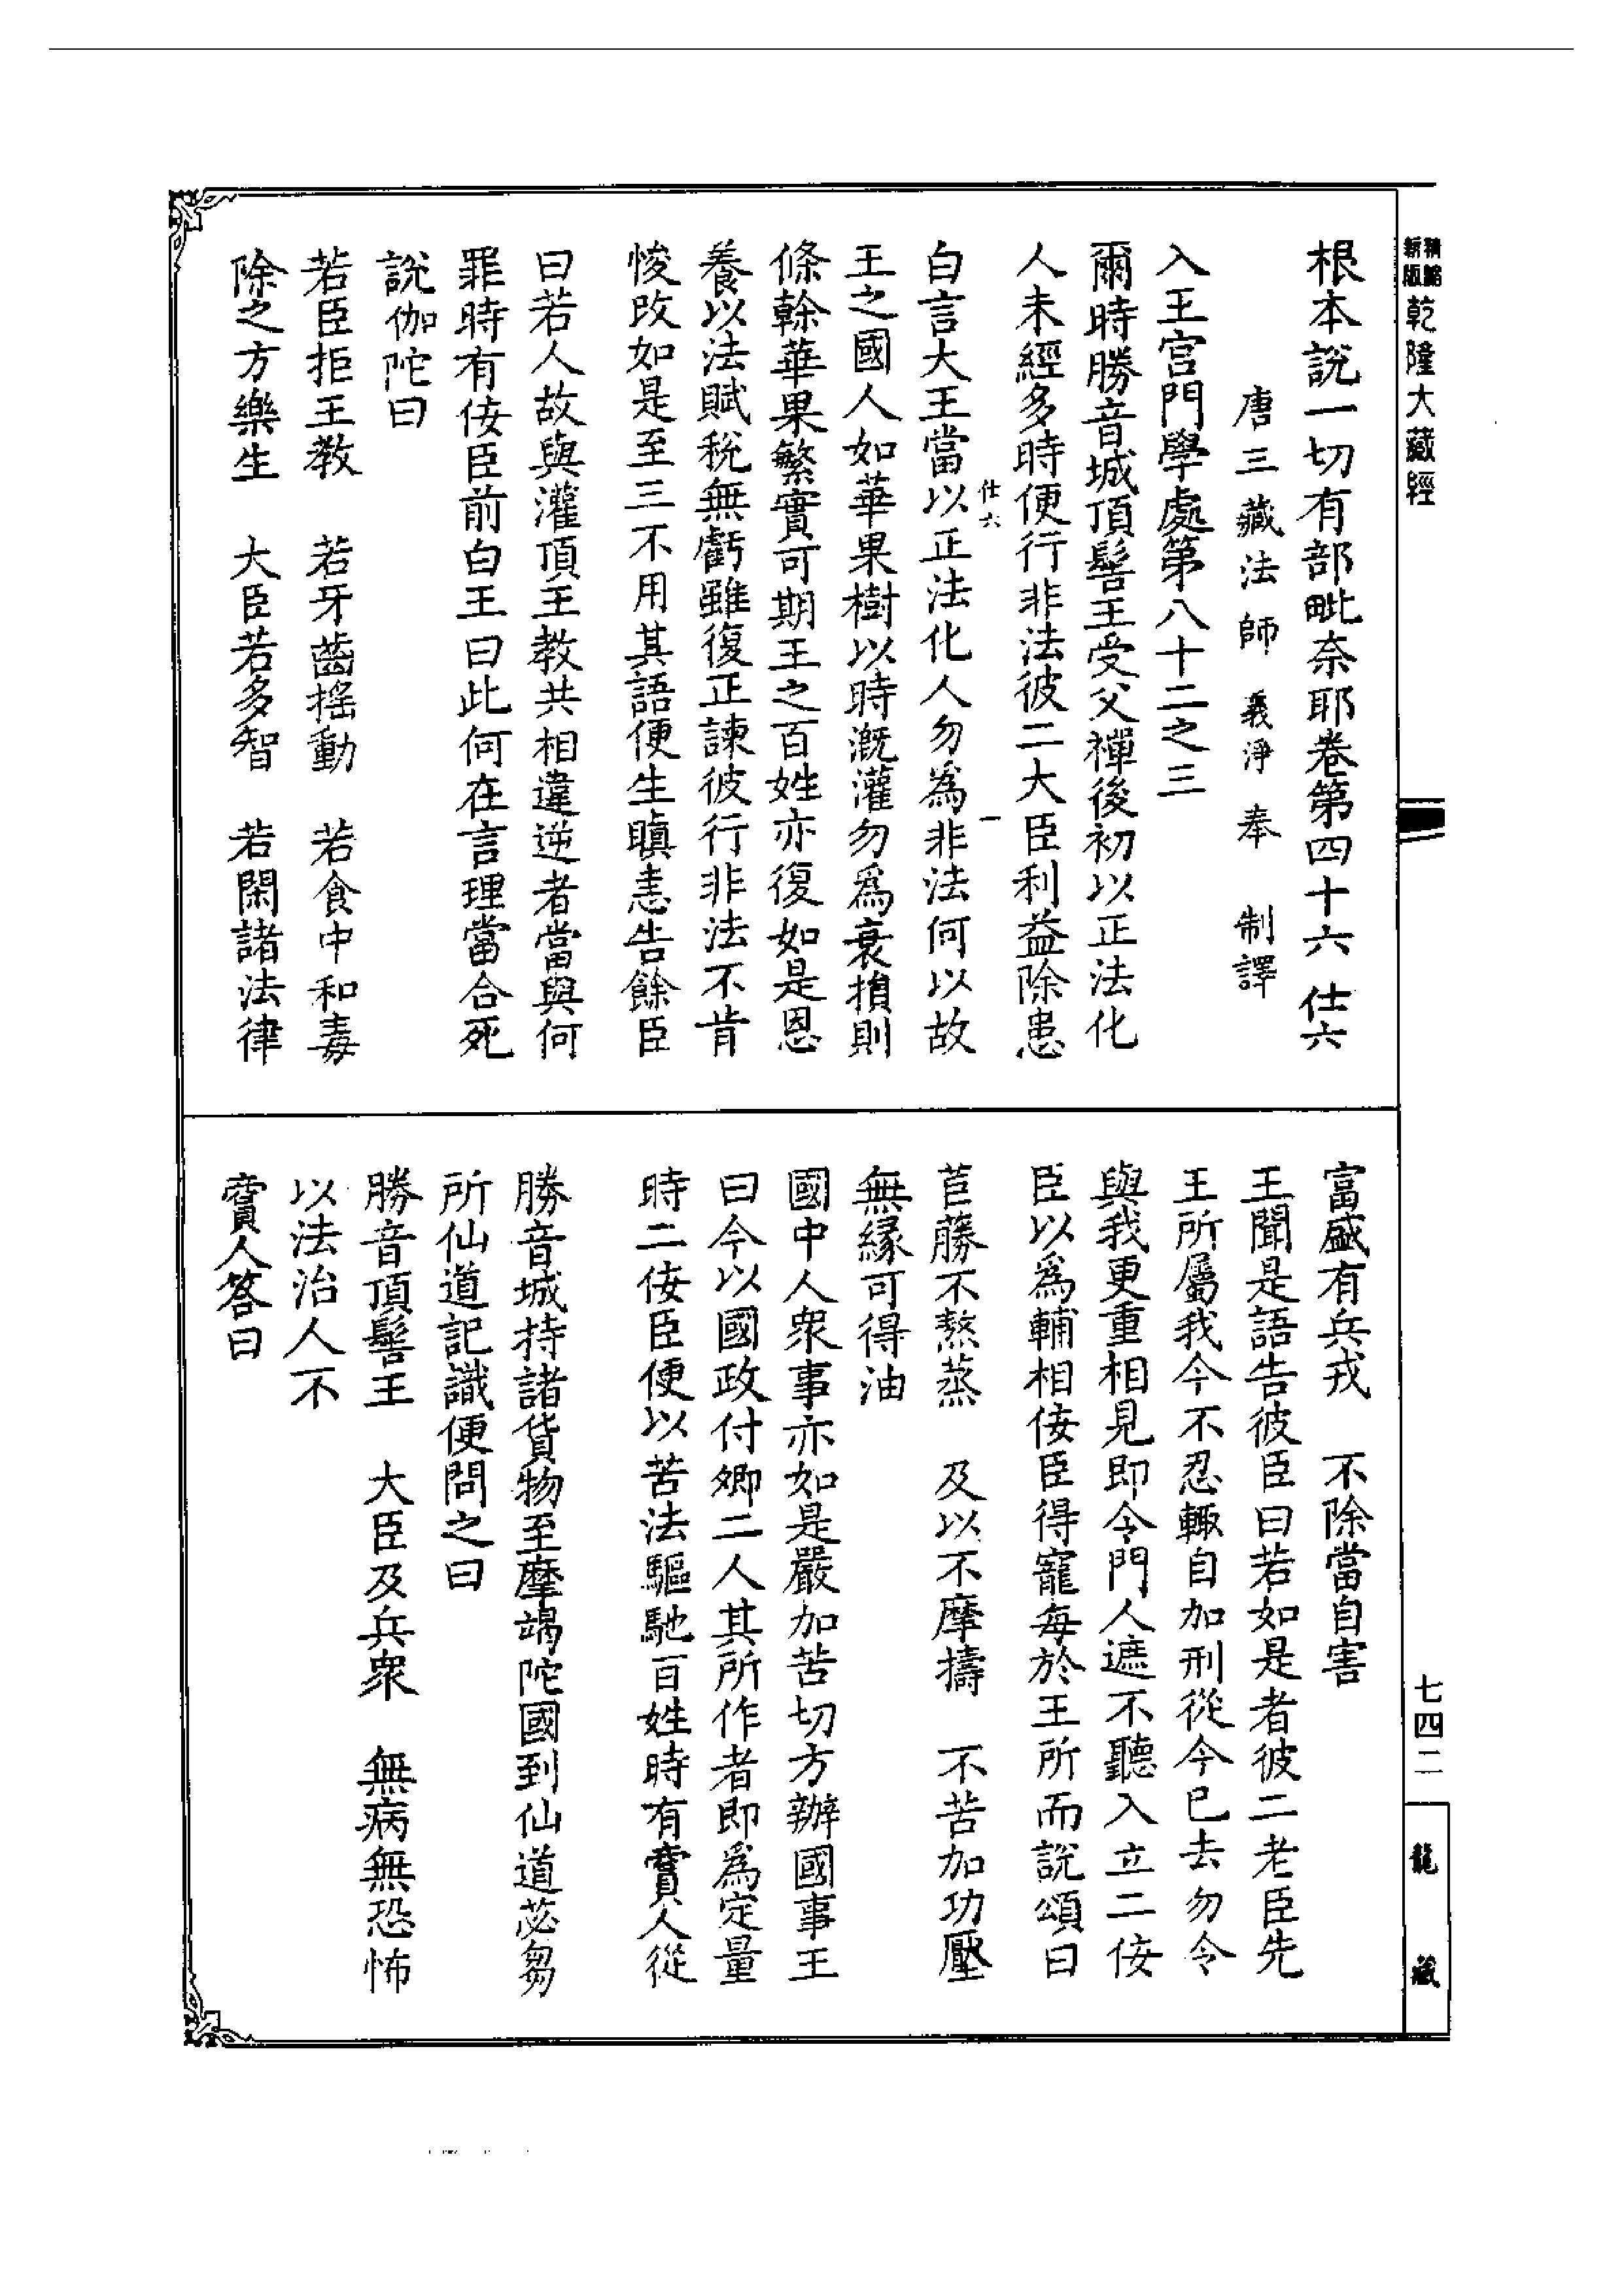 新編
縮版
乾隆大藏經
根本說一切有部毗奈耶卷第四十六 仕六
唐三藏法師義淨奉 制譯
入王宮門學處第八十二之三
爾時勝音城頂髻王受父禪後初以正法化
人未經多時便行非法彼二大臣利益除患
仕六 一
白言大王當以正法化人勿為非法何以故
王之國人如華果樹以時溉灌勿爲衰損則
條榦華果繁實可期王之百姓亦復如是恩
養以法賦稅無虧雖復正諫彼行非法不肯
悛改如是至三不用其語便生瞋恚告餘臣
曰若人故與灌頂王教共相違逆者當與何
罪時有佞臣前白王曰此何在言理當合死
說伽陀曰
若臣拒王教 若牙齒搖動 若食中和毒
除之方樂生 大臣若多智 若閑諸法律
富盛有兵戎 不除當自害
王聞是語告彼臣曰若如是者彼二老臣先
王所屬我今不忍輒自加刑從今已去勿令
與我更重相見即令門人遮不聽入立二佞
臣以爲輔相佞臣得寵每於王所而說頌曰
苣藤不熬蒸 及以不摩擣 不苦加功壓
無緣可得油
國中人衆事亦如是嚴加苦切方辦國事王
曰今以國政付卿二人其所作者即爲定量
時二佞臣便以苦法驅馳百姓時有賣人從
勝音城持諸貨物至摩竭陀國到仙道苾芻
所仙道記識便問之曰
勝音頂髻王 大臣及兵衆 無病無恐怖
以法治人不
賣人答曰
七四二
龍藏